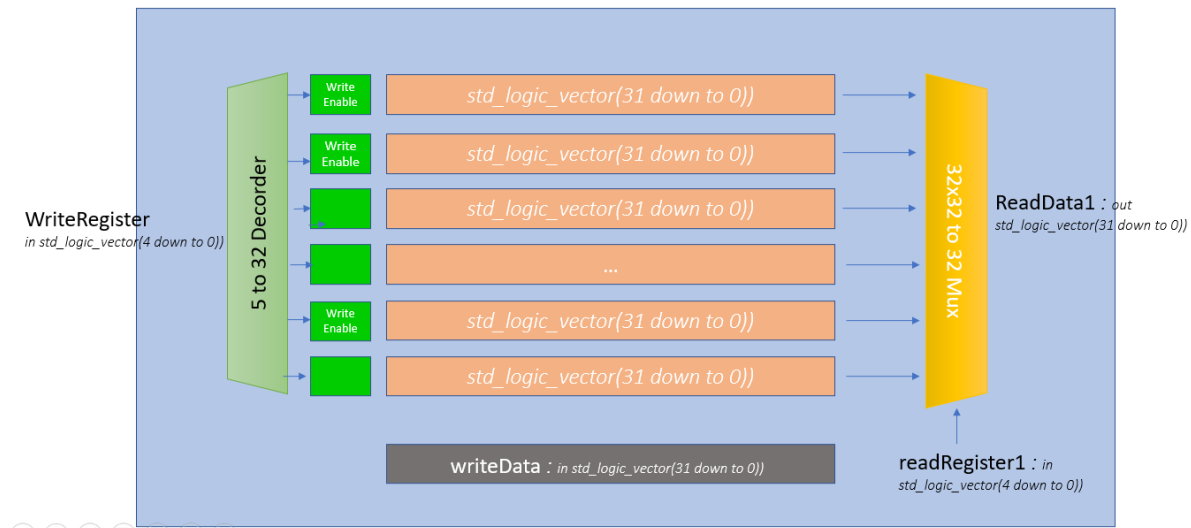 WriteRegister
in std_logic_vector(4 down to 0))
5 to 32 Decorder
Write
Enable
std_logic_vector(31 down to 0))
Write
Enable
std_logic_vector(31 down to 0))
std_logic_vector(31 down to 0))
...
Write
Enable
std_logic_vector(31 down to 0))
std_logic_vector(31 down to 0))
writeData : in std_logic_vector(31 down to 0))
32x32 to 32 Mux
ReadData1 : out
std_logic_vector(31 down to 0))
readRegister1 : in
std_logic_vector(4 down to 0))